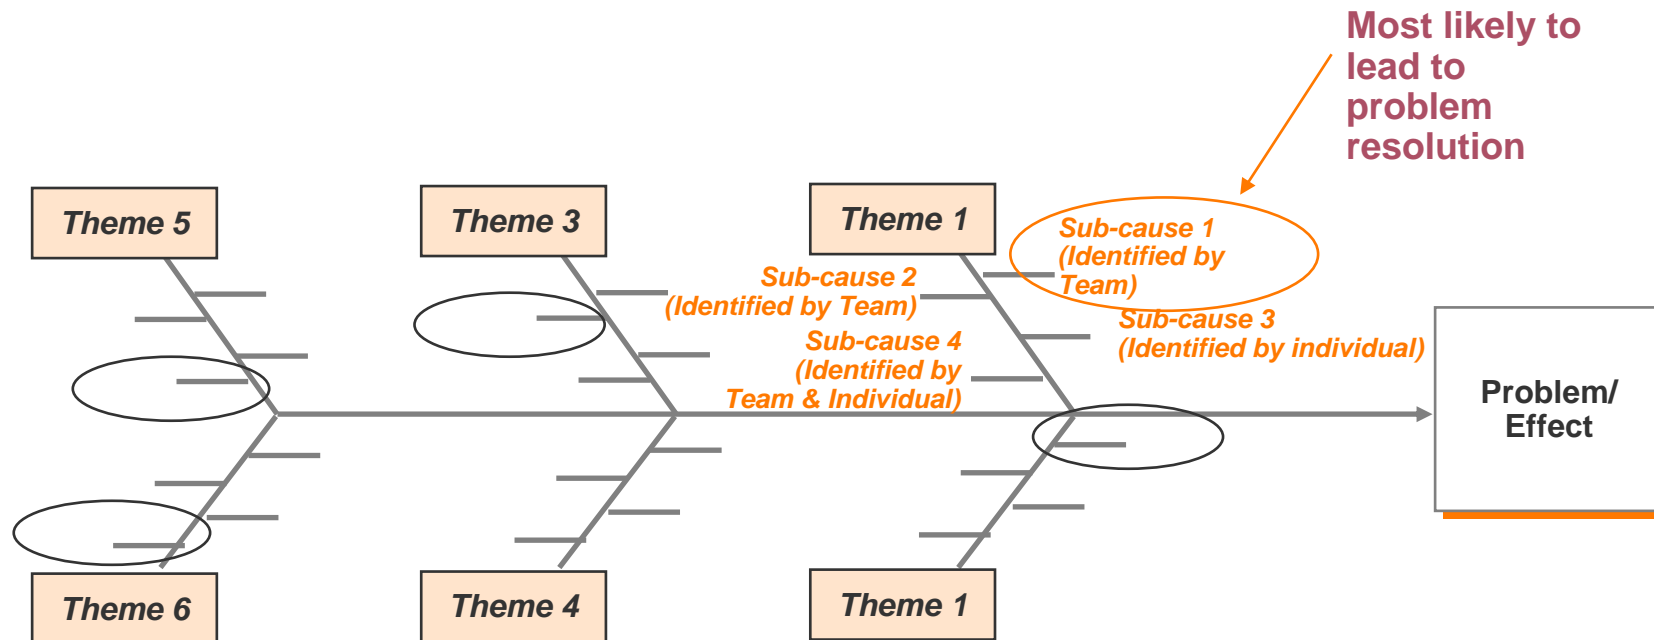 Most likely to
lead to
problem
resolution
Theme 5
Theme 3
Theme 1
Sub-cause 1
(Identified by
Team)
Sub-cause 2
(Identified by Team)
Sub-cause 3
(Identified by individual)
Sub-cause 4
(Identified by
Team & Individual)
Problem/
Effect
Theme 6
Theme 4
Theme 1